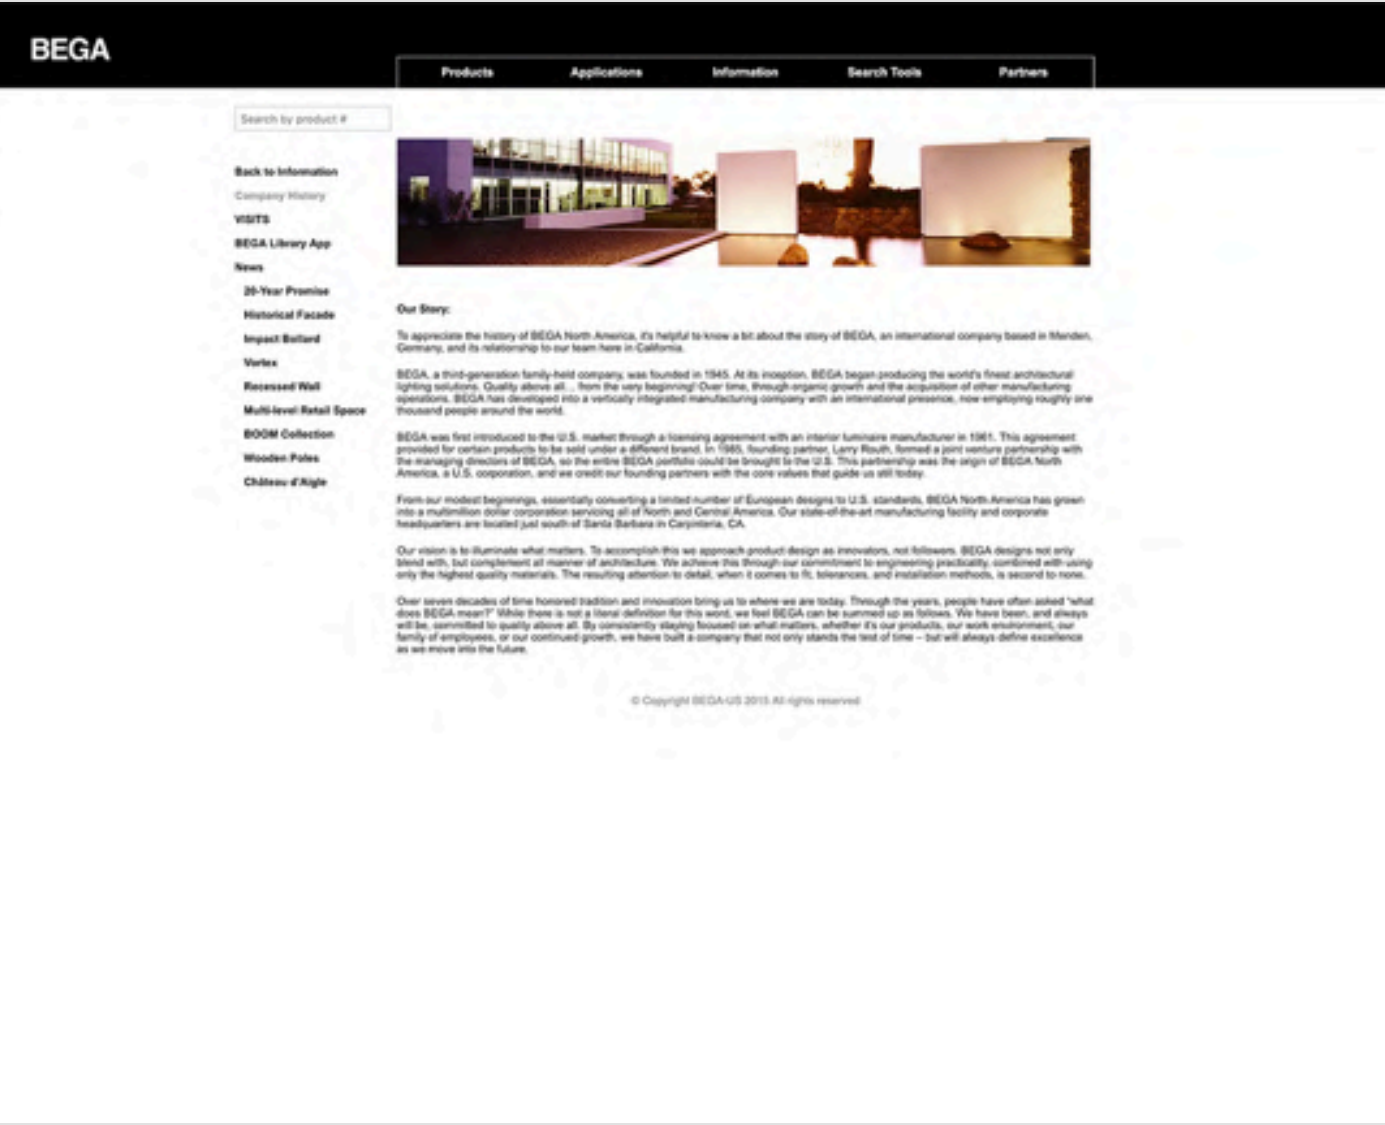 BEGA
Products
Applications
Information
Search Tools
Partners
Search by product #
Back to Information
Company History
VISITS
BEGA Library App
News
20-Year Promise
Historical Facade
Impact Bollard
Vortex
Recessed Wall
Multi-level Retail Space
BOOM Collection
Wooden Poles
Château d'Aigle
Our Story:
To appreciate the history of BEGA North America, it's helpful to know a bit about the story of BEGA, an international company based in Menden,
Germany, and its relationship to our team here in California.
BEGA, a third-generation family-held company, was founded in 1945. At its inception, BEGA began producing the world's finest architectural
lighting solutions. Quality above all... from the very beginning! Over time, through organic growth and the acquisition of other manufacturing
operations, BEGA has developed into a vertically integrated manufacturing company with an international presence, now employing roughly one
thousand people around the world.
BEGA was first introduced to the U.S. market through a licensing agreement with an interior luminaire manufacturer in 1961. This agreement
provided for certain products to be sold under a different brand. In 1985, founding partner, Larry Routh, formed a joint venture partnership with
the managing directors of BEGA, so the entire BEGA portfolio could be brought to the U.S. This partnership was the origin of BEGA North
America, a U.S. corporation, and we credit our founding partners with the core values that guide us still today.
From our modest beginnings, essentially converting a limited number of European designs to U.S. standards, BEGA North America has grown
into a multimillion dollar corporation servicing all of North and Central America. Our state-of-the-art manufacturing facility and corporate
headquarters are located just south of Santa Barbara in Carpinteria, CA.
Our vision is to illuminate what matters. To accomplish this we approach product design as innovators, not followers. BEGA designs not only
blend with, but complement all manner of architecture. We achieve this through our commitment to engineering practicality, combined with using
only the highest quality materials. The resulting attention to detail, when it comes to fit, tolerances, and installation methods, is second to none.
Over seven decades of time honored tradition and innovation bring us to where we are today. Through the years, people have often asked "what
does BEGA mean?" While there is not a literal definition for this word, we feel BEGA can be summed up as follows. We have been, and always
will be, committed to quality above all. By consistently staying focused on what matters, whether it's our products, our work environment, our
family of employees, or our continued growth, we have built a company that not only stands the test of time – but will always define excellence
as we move into the future.
© Copyright BEGA-US 2015 All rights reserved